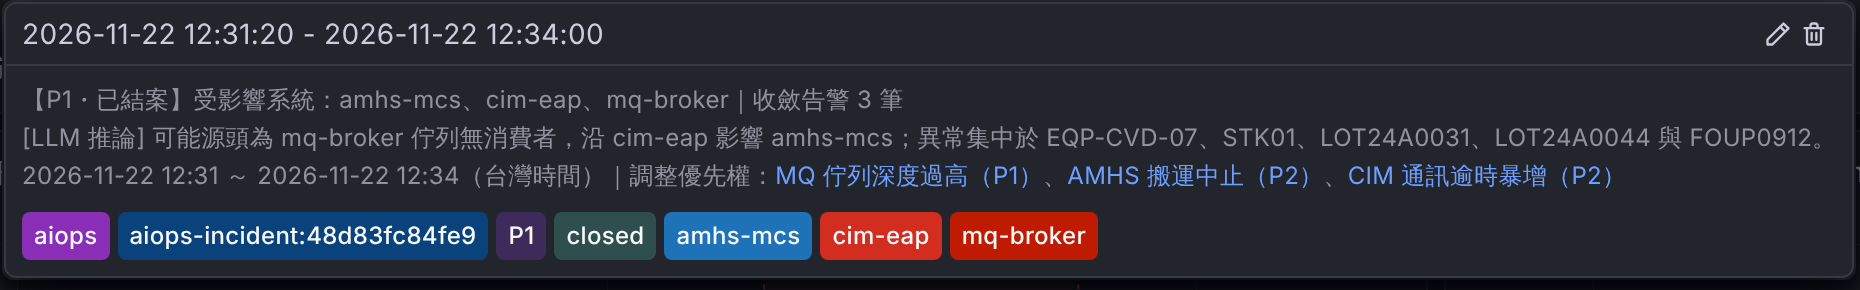 2026-11-22 12:31:20 - 2026-11-22 12:34:00
【P1・已結案】受影響系統：amhs-mcs、cim-eap、mq-broker｜收斂告警 3 筆
[LLM 推論] 可能源頭為 mq-broker 佇列無消費者，沿 cim-eap 影響 amhs-mcs；異常集中於 EQP-CVD-07、STK01、LOT24A0031、LOT24A0044 與 FOUP0912。
2026-11-22 12:31 ～ 2026-11-22 12:34（台灣時間）｜調整優先權：MQ 佇列深度過高（P1）、AMHS 搬運中止（P2）、CIM 通訊逾時暴增（P2）
aiops aiops-incident:48d83fc84fe9 P1 closed amhs-mcs cim-eap mq-broker